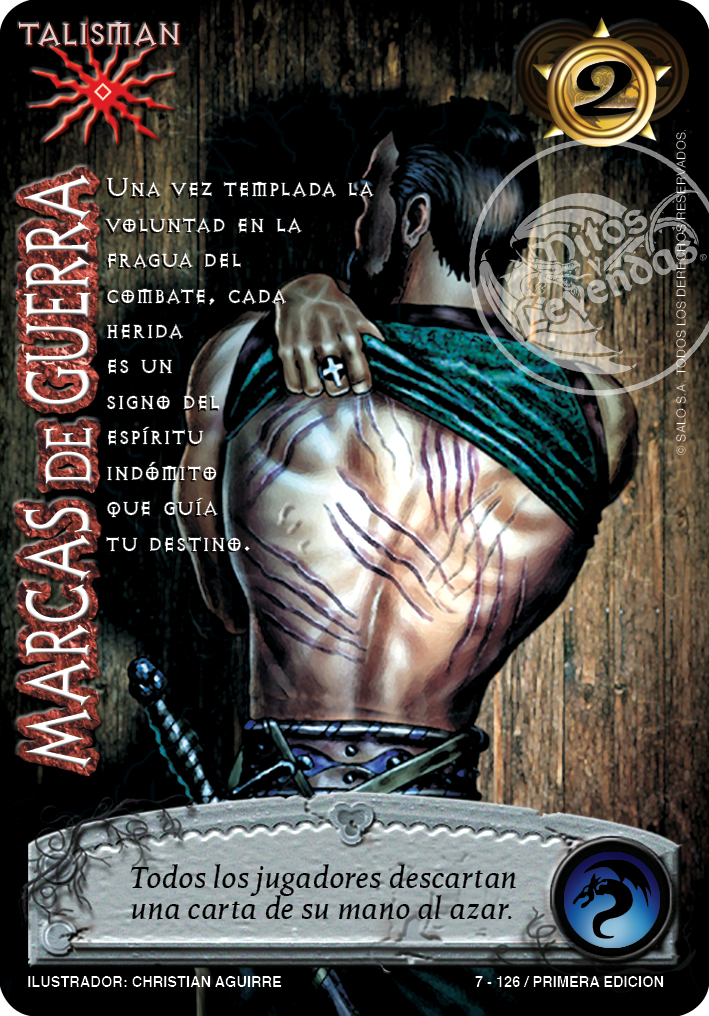 TALISMAN
2
MARCAS DE GUERRA
UNA VEZ TEMPLADA LA
VOLUNTAD EN LA
FRAGUA DEL
COMBATE, CADA
HERIDA
ES UN
SIGNO DEL
ESPÍRITU
INDÓMITO
QUE GUÍA
TU DESTINO.
Mitos
y
Leyendas
®
© SALO S.A. TODOS LOS DERECHOS RESERVADOS.
Todos los jugadores descartan
una carta de su mano al azar.
ILUSTRADOR: CHRISTIAN AGUIRRE
7 - 126 / PRIMERA EDICION